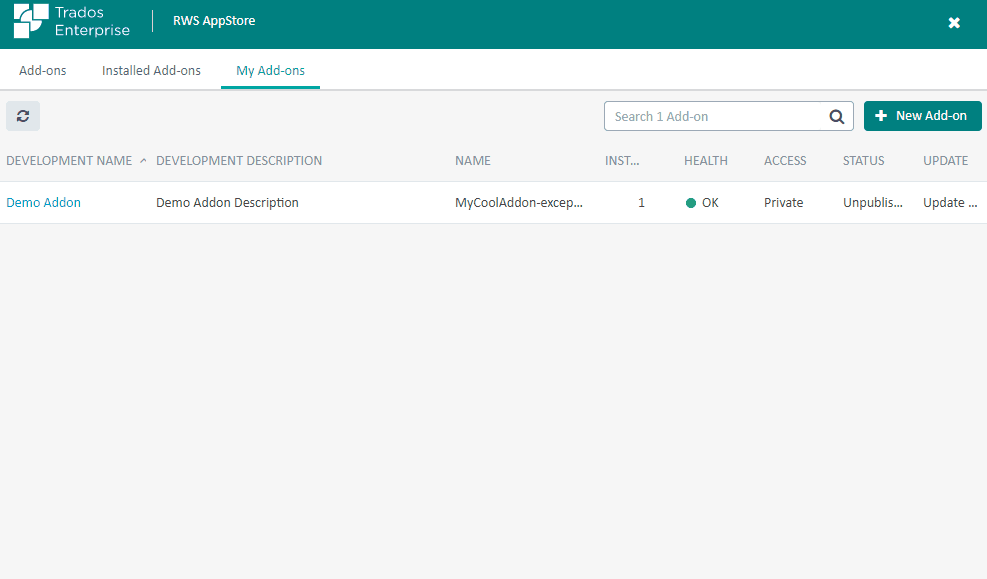 Trados
Enterprise
RWS AppStore
Add-ons Installed Add-ons My Add-ons
Search 1 Add-on
New Add-on
DEVELOPMENT NAME DEVELOPMENT DESCRIPTION NAME INST... HEALTH ACCESS STATUS UPDATE
Demo Addon Demo Addon Description MyCoolAddon-excep... 1 OK Private Unpublis... Update ...